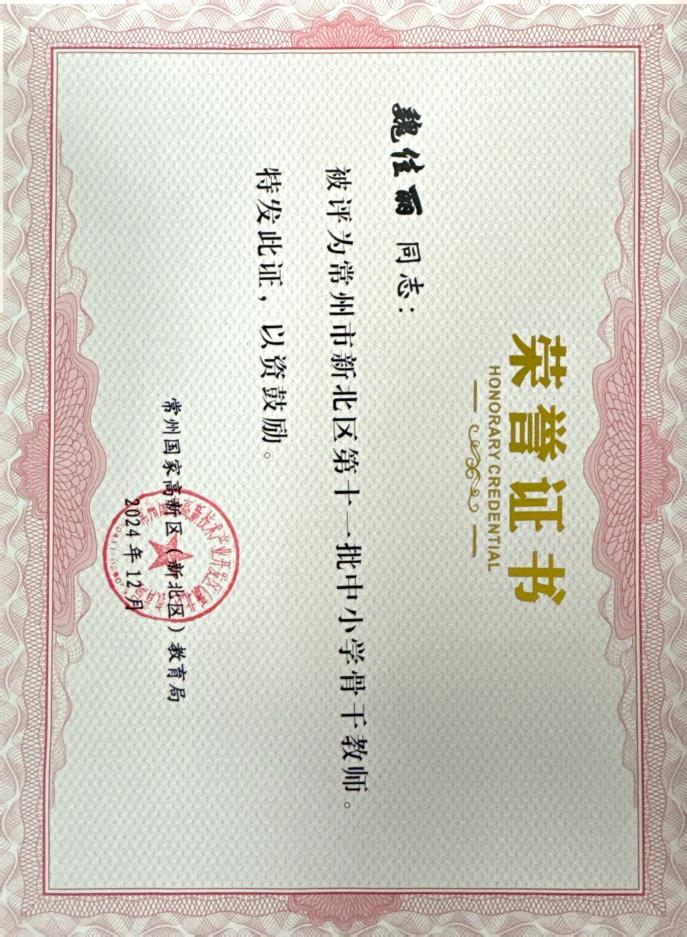 荣誉证书
HONORARY CREDENTIAL
魏佳丽 同志：
被评为常州市新北区第十一批中小学骨干教师。
特发此证，以资鼓励。
常州国家高新区（新北区）教育局
2024年12月